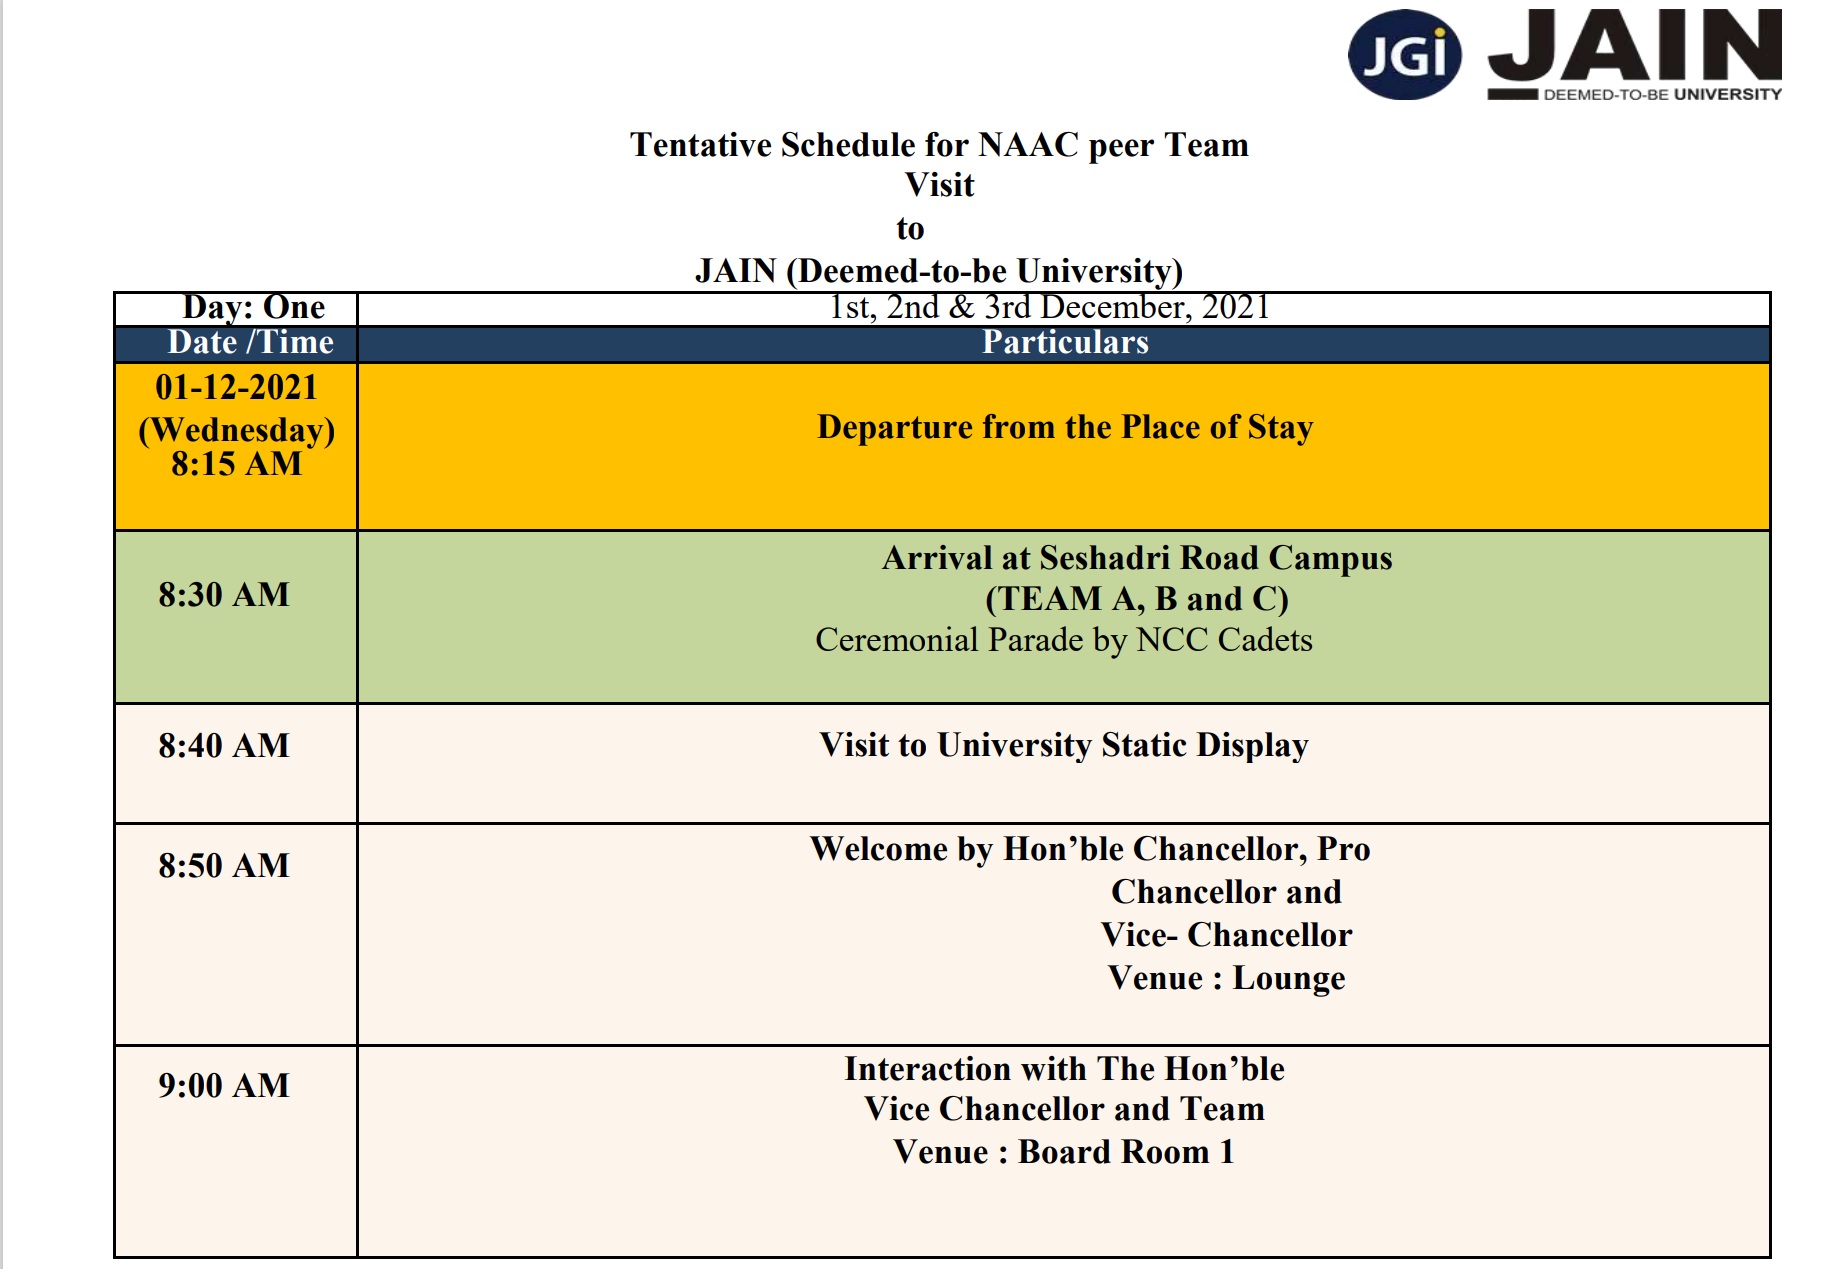 JGi JAIN
DEEMED-TO-BE UNIVERSITY
Tentative Schedule for NAAC peer Team
Visit
to
JAIN (Deemed-to-be University)
Day: One 1st, 2nd & 3rd December, 2021
Date /Time Particulars
01-12-2021
(Wednesday)
8:15 AM
Departure from the Place of Stay
8:30 AM
Arrival at Seshadri Road Campus
(TEAM A, B and C)
Ceremonial Parade by NCC Cadets
8:40 AM Visit to University Static Display
8:50 AM
Welcome by Hon’ble Chancellor, Pro
Chancellor and
Vice- Chancellor
Venue : Lounge
9:00 AM
Interaction with The Hon’ble
Vice Chancellor and Team
Venue : Board Room 1